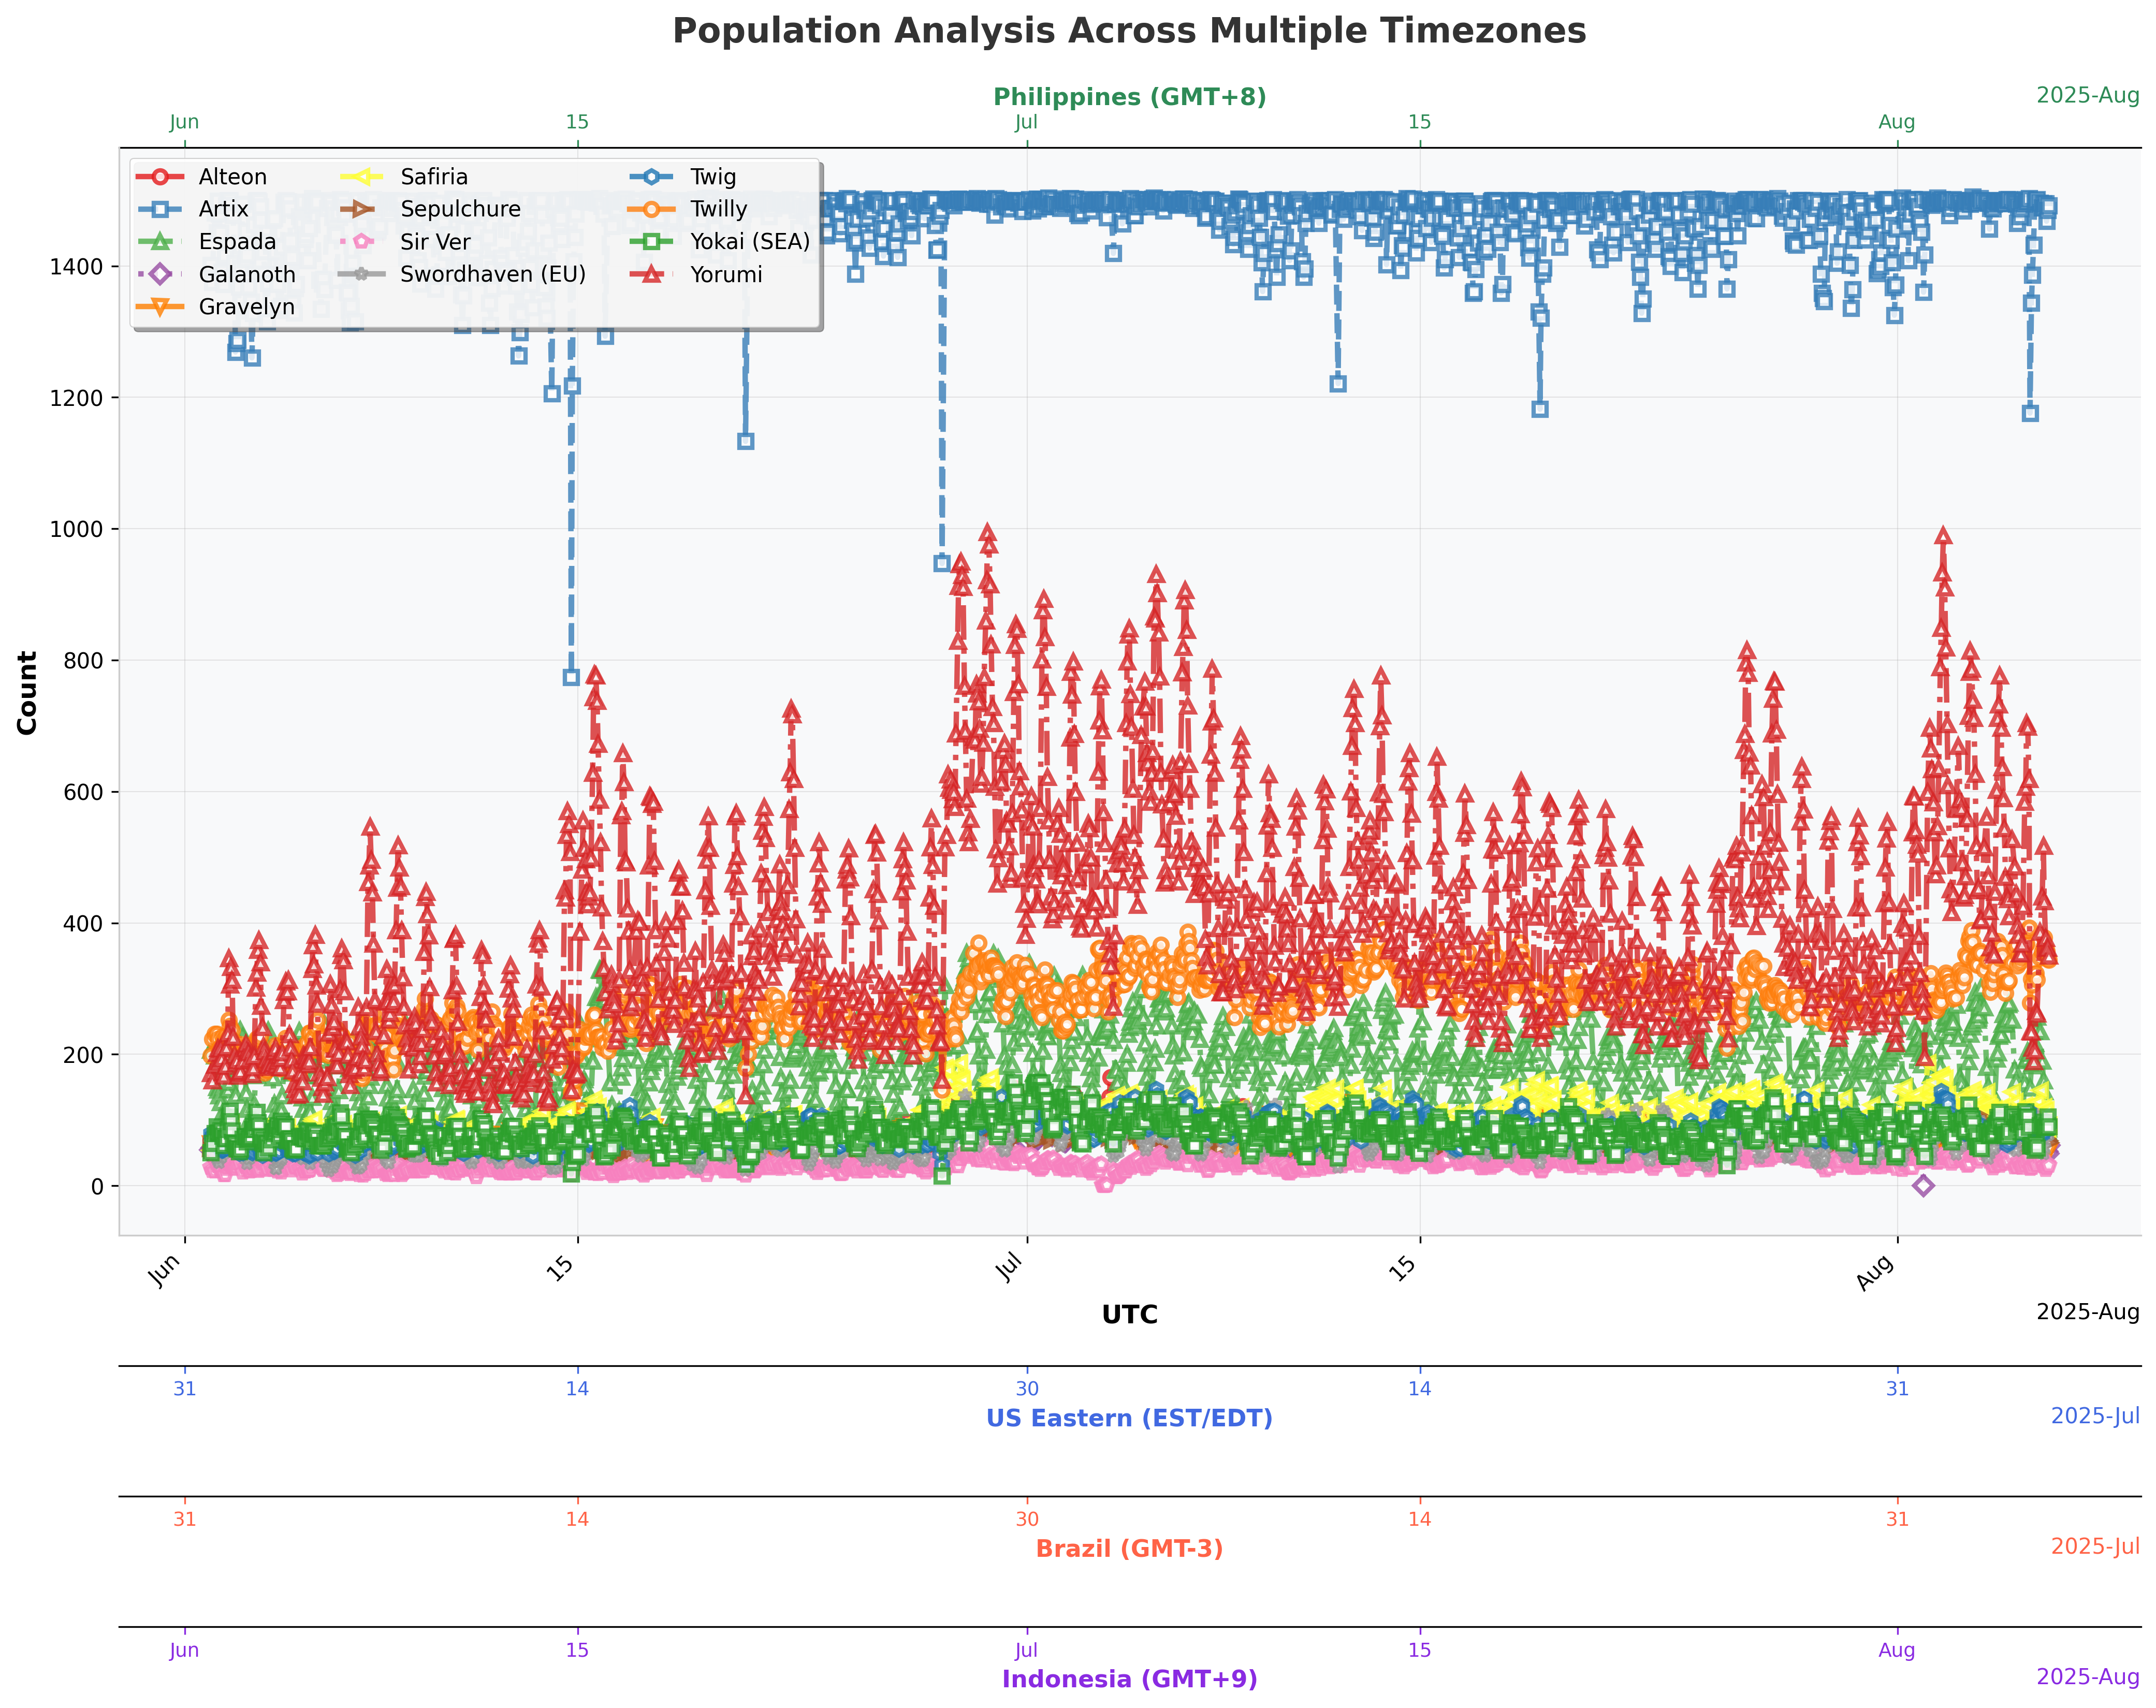 Population Analysis Across Multiple Timezones
Philippines (GMT+8)
2025-Aug
Jun 15 Jul 15 Aug
Alteon
Artix
Espada
Galanoth
Gravelyn
Safiria
Sepulchure
Sir Ver
Swordhaven (EU)
Twig
Twilly
Yokai (SEA)
Yorumi
Count
1400
1200
1000
800
600
400
200
0
Jun 15 Jul 15 Aug
UTC
2025-Aug
31 14 30 14 31
US Eastern (EST/EDT)
2025-Jul
31 14 30 14 31
Brazil (GMT-3)
2025-Jul
Jun 15 Jul 15 Aug
Indonesia (GMT+9)
2025-Aug